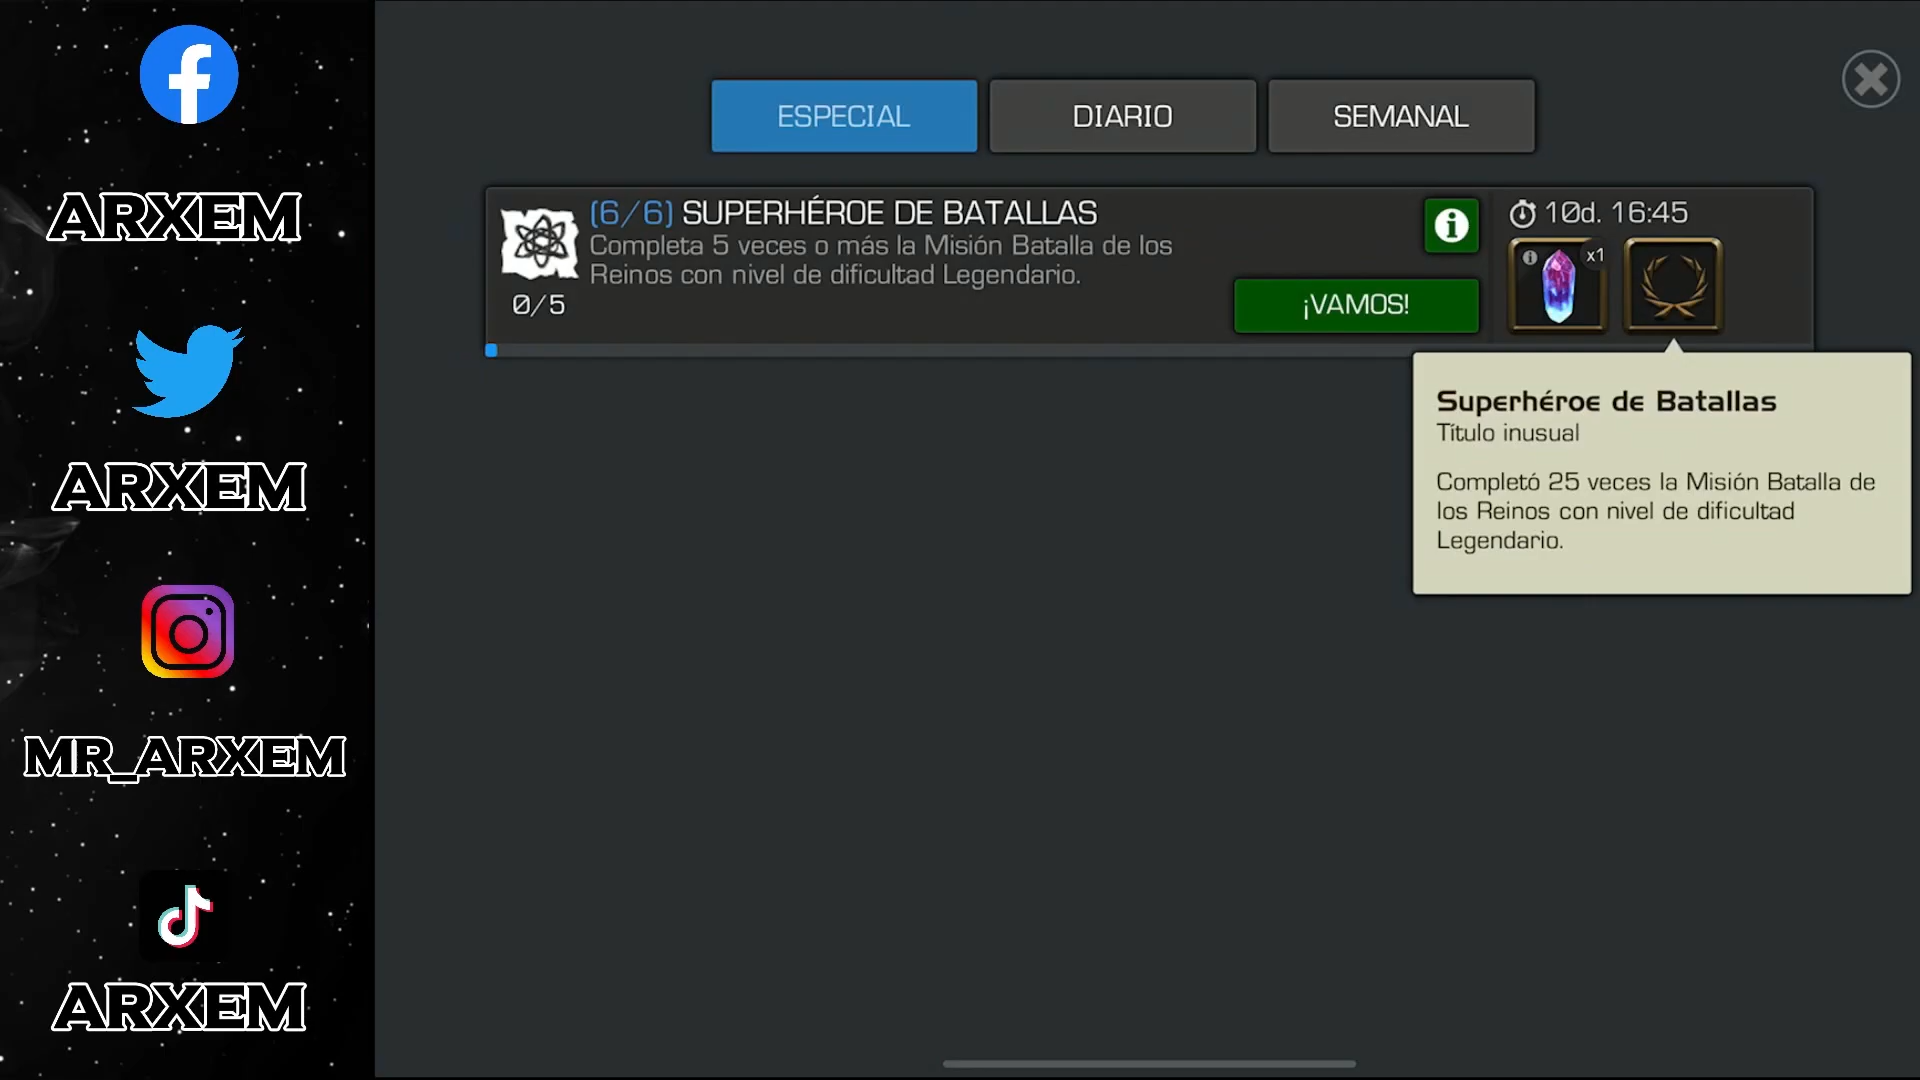 ARXEM
ARXEM
MR_ARXEM
ARXEM
ESPECIAL
DIARIO
SEMANAL
(6/6) SUPERHÉROE DE BATALLAS
Completa 5 veces o más la Misión Batalla de los
Reinos con nivel de dificultad Legendario.
0/5
¡VAMOS!
10d. 16:45
x1
Superhéroe de Batallas
Título inusual
Completó 25 veces la Misión Batalla de
los Reinos con nivel de dificultad
Legendario.